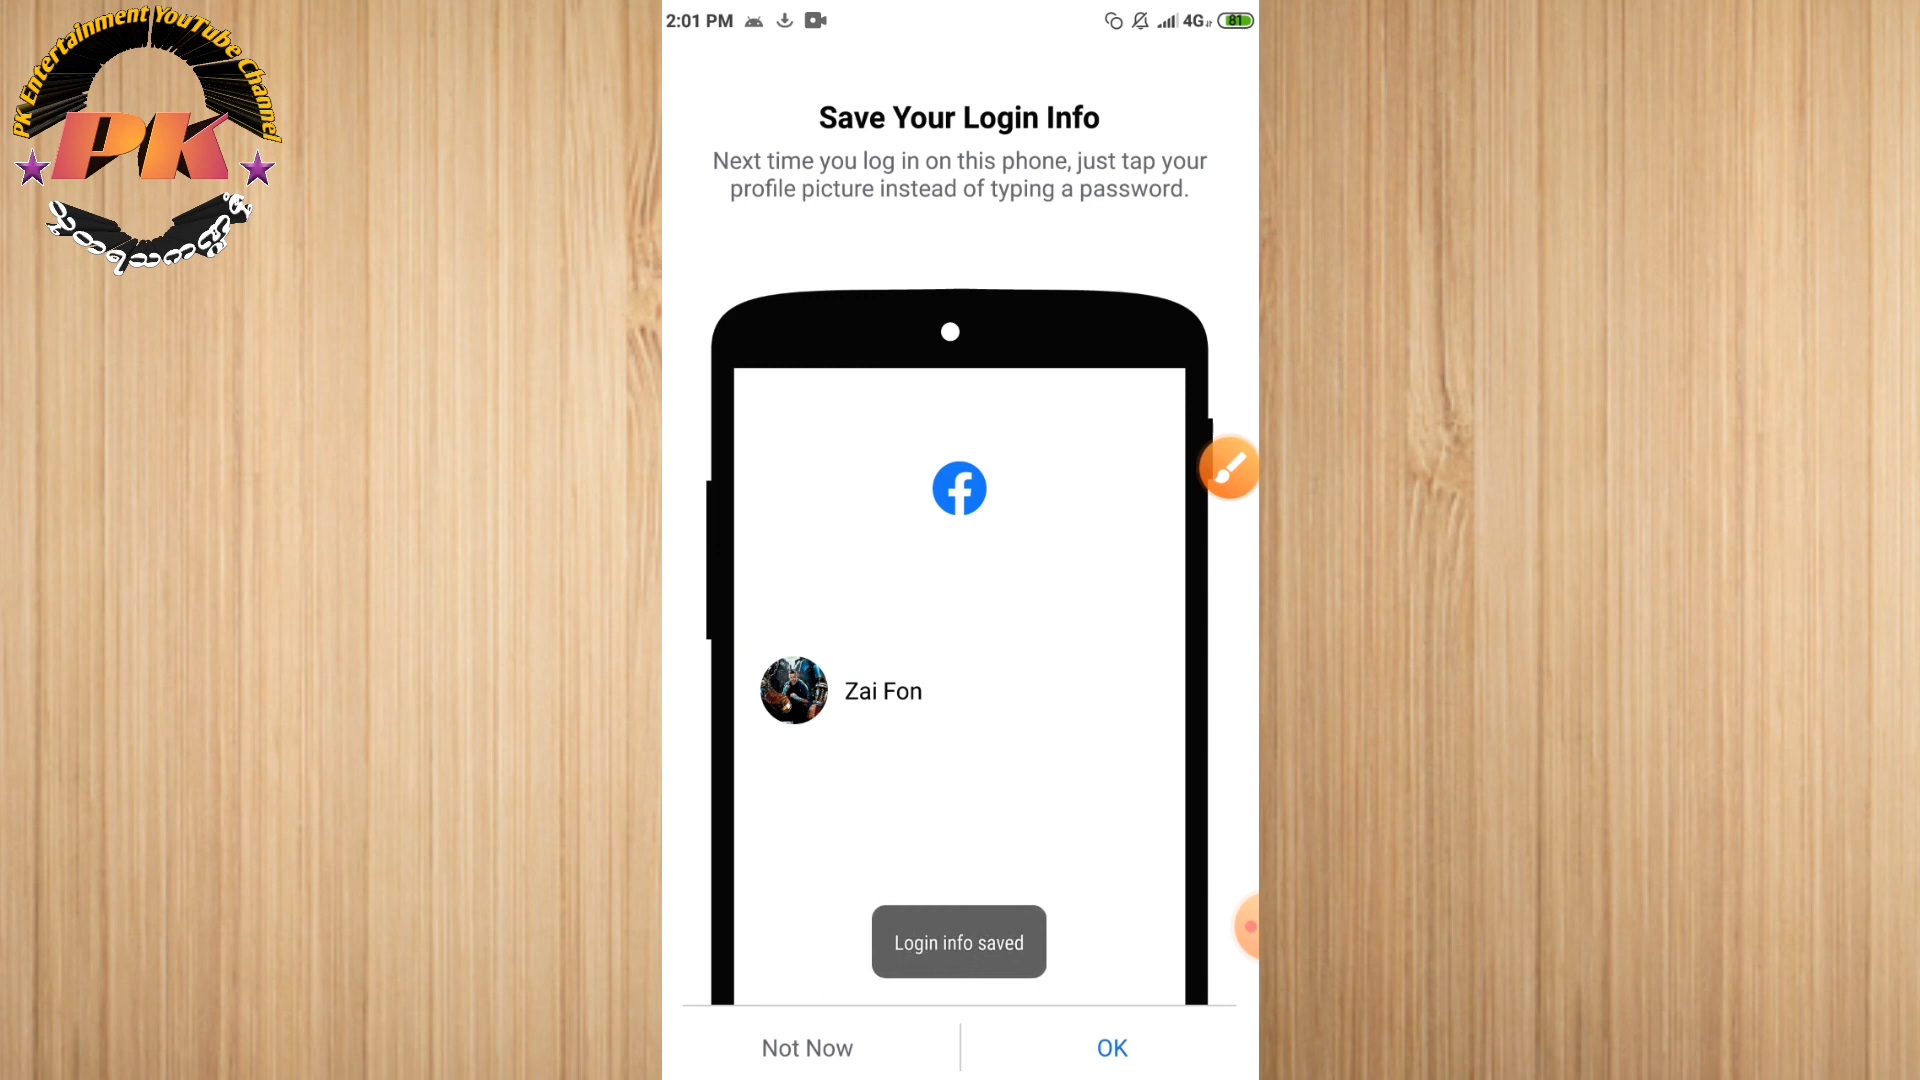 PK Entertainment YouTube Channel
PK
2:01 PM
4G
81
Save Your Login Info
Next time you log in on this phone, just tap your
profile picture instead of typing a password.
Zai Fon
Login info saved
Not Now
OK